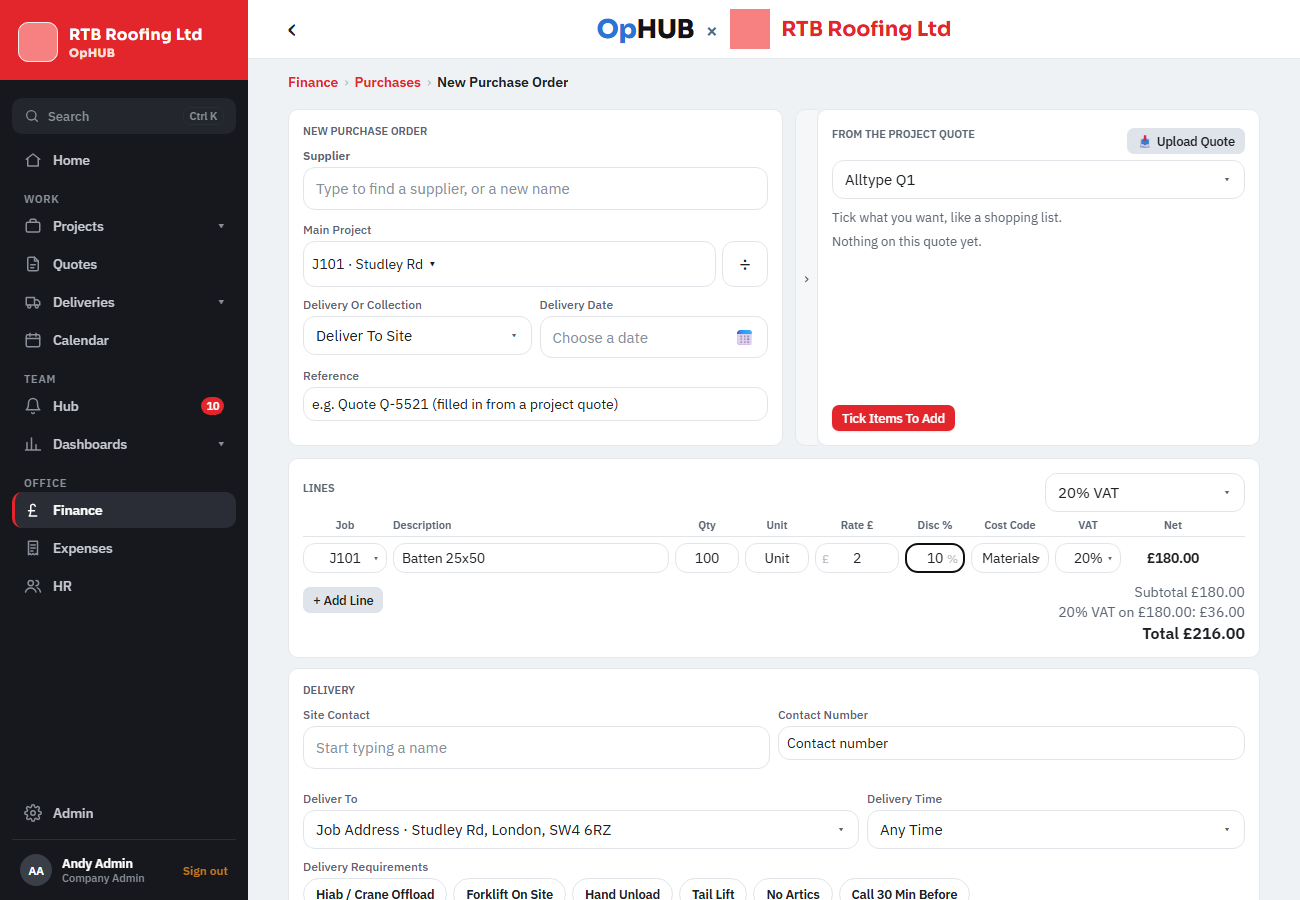 RTB Roofing Ltd
OpHUB
Search
Ctrl K
Home
WORK
Projects
Quotes
Deliveries
Calendar
TEAM
Hub
10
Dashboards
OFFICE
£ Finance
Expenses
HR
Admin
AA
Andy Admin
Company Admin
Sign out
OpHUB × RTB Roofing Ltd
Finance › Purchases › New Purchase Order
NEW PURCHASE ORDER
Supplier
Type to find a supplier, or a new name
Main Project
J101 · Studley Rd
÷
Delivery Or Collection
Delivery Date
Deliver To Site
Choose a date
Reference
e.g. Quote Q-5521 (filled in from a project quote)
›
FROM THE PROJECT QUOTE
Upload Quote
Alltype Q1
Tick what you want, like a shopping list.
Nothing on this quote yet.
Tick Items To Add
LINES
20% VAT
Job Description Qty Unit Rate £ Disc % Cost Code VAT Net
J101 Batten 25x50 100 Unit £ 2 10 % Materials 20% £180.00
+ Add Line
Subtotal £180.00
20% VAT on £180.00: £36.00
Total £216.00
DELIVERY
Site Contact
Contact Number
Start typing a name
Contact number
Deliver To
Delivery Time
Job Address · Studley Rd, London, SW4 6RZ
Any Time
Delivery Requirements
Hiab / Crane Offload Forklift On Site Hand Unload Tail Lift No Artics Call 30 Min Before